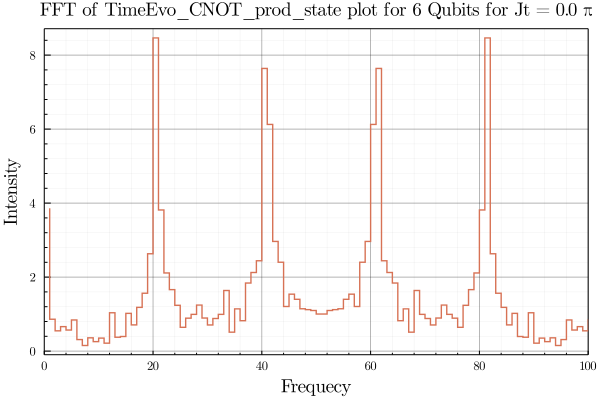 FFT of TimeEvo_CNOT_prod_state plot for 6 Qubits for Jt = 0.0 π
8
6
4
2
0
Intensity
0 20 40 60 80 100
Frequecy